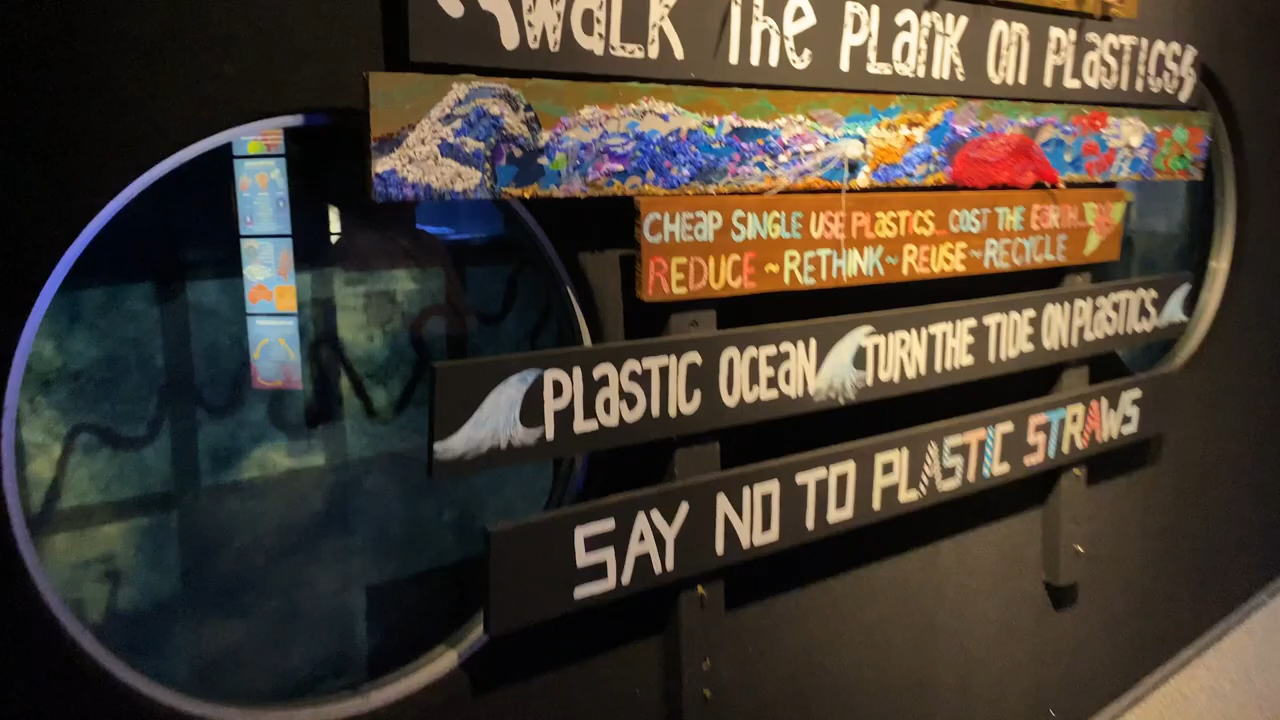 WALK THE PLANK ON PLASTICS
CHEAP SINGLE USE PLASTICS... COST THE EARTH...
REDUCE ~ RETHINK ~ REUSE ~ RECYCLE
PLASTIC OCEAN TURN THE TIDE ON PLASTICS
SAY NO TO PLASTIC STRAWS